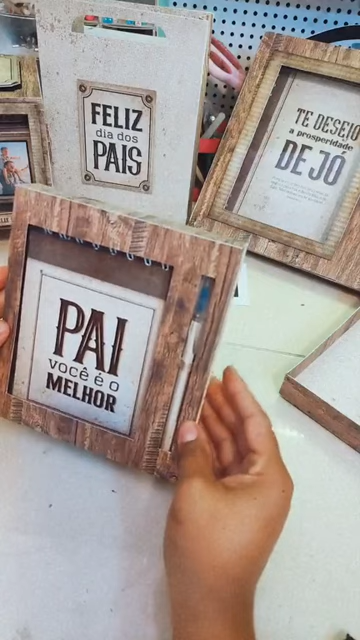 FELIZ
dia dos
PAIS
TE DESEJO
a prosperidade
DE JÓ
PAI
VOCÊ É O
MELHOR